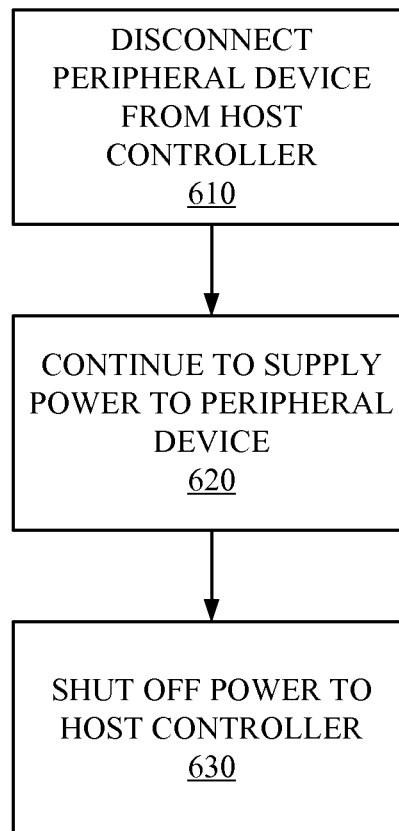 DISCONNECT
PERIPHERAL DEVICE
FROM HOST
CONTROLLER
610
CONTINUE TO SUPPLY
POWER TO PERIPHERAL
DEVICE
620
SHUT OFF POWER TO
HOST CONTROLLER
630